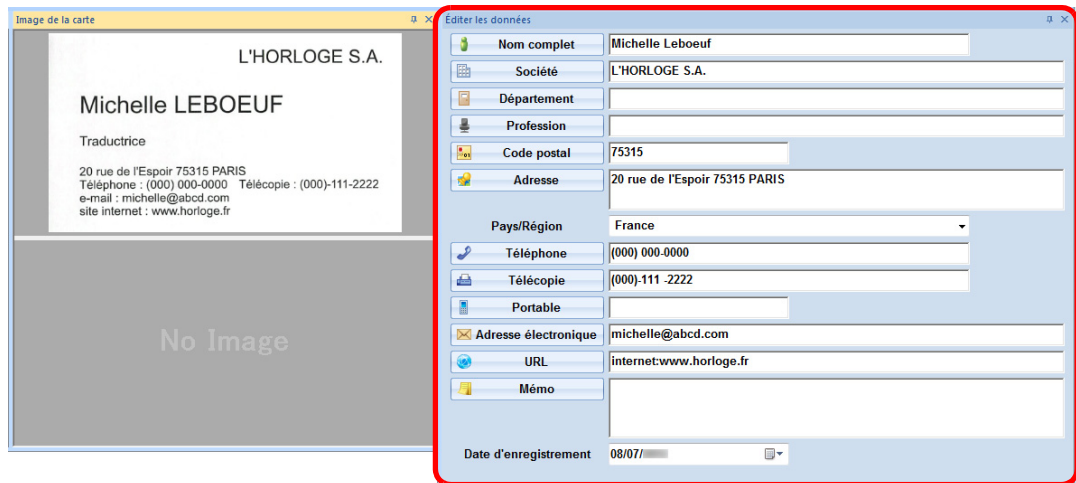 Image de la carte
L'HORLOGE S.A.
Michelle LEBOEUF
Traductrice
20 rue de l'Espoir 75315 PARIS
Téléphone : (000) 000-0000 Télécopie : (000)-111-2222
e-mail : michelle@abcd.com
site internet : www.horloge.fr
No Image
Éditer les données
Nom complet Michelle Leboeuf
Société L'HORLOGE S.A.
Département
Profession
Code postal 75315
Adresse 20 rue de l'Espoir 75315 PARIS
Pays/Région France
Téléphone (000) 000-0000
Télécopie (000)-111 -2222
Portable
Adresse électronique michelle@abcd.com
URL internet:www.horloge.fr
Mémo
Date d'enregistrement 08/07/